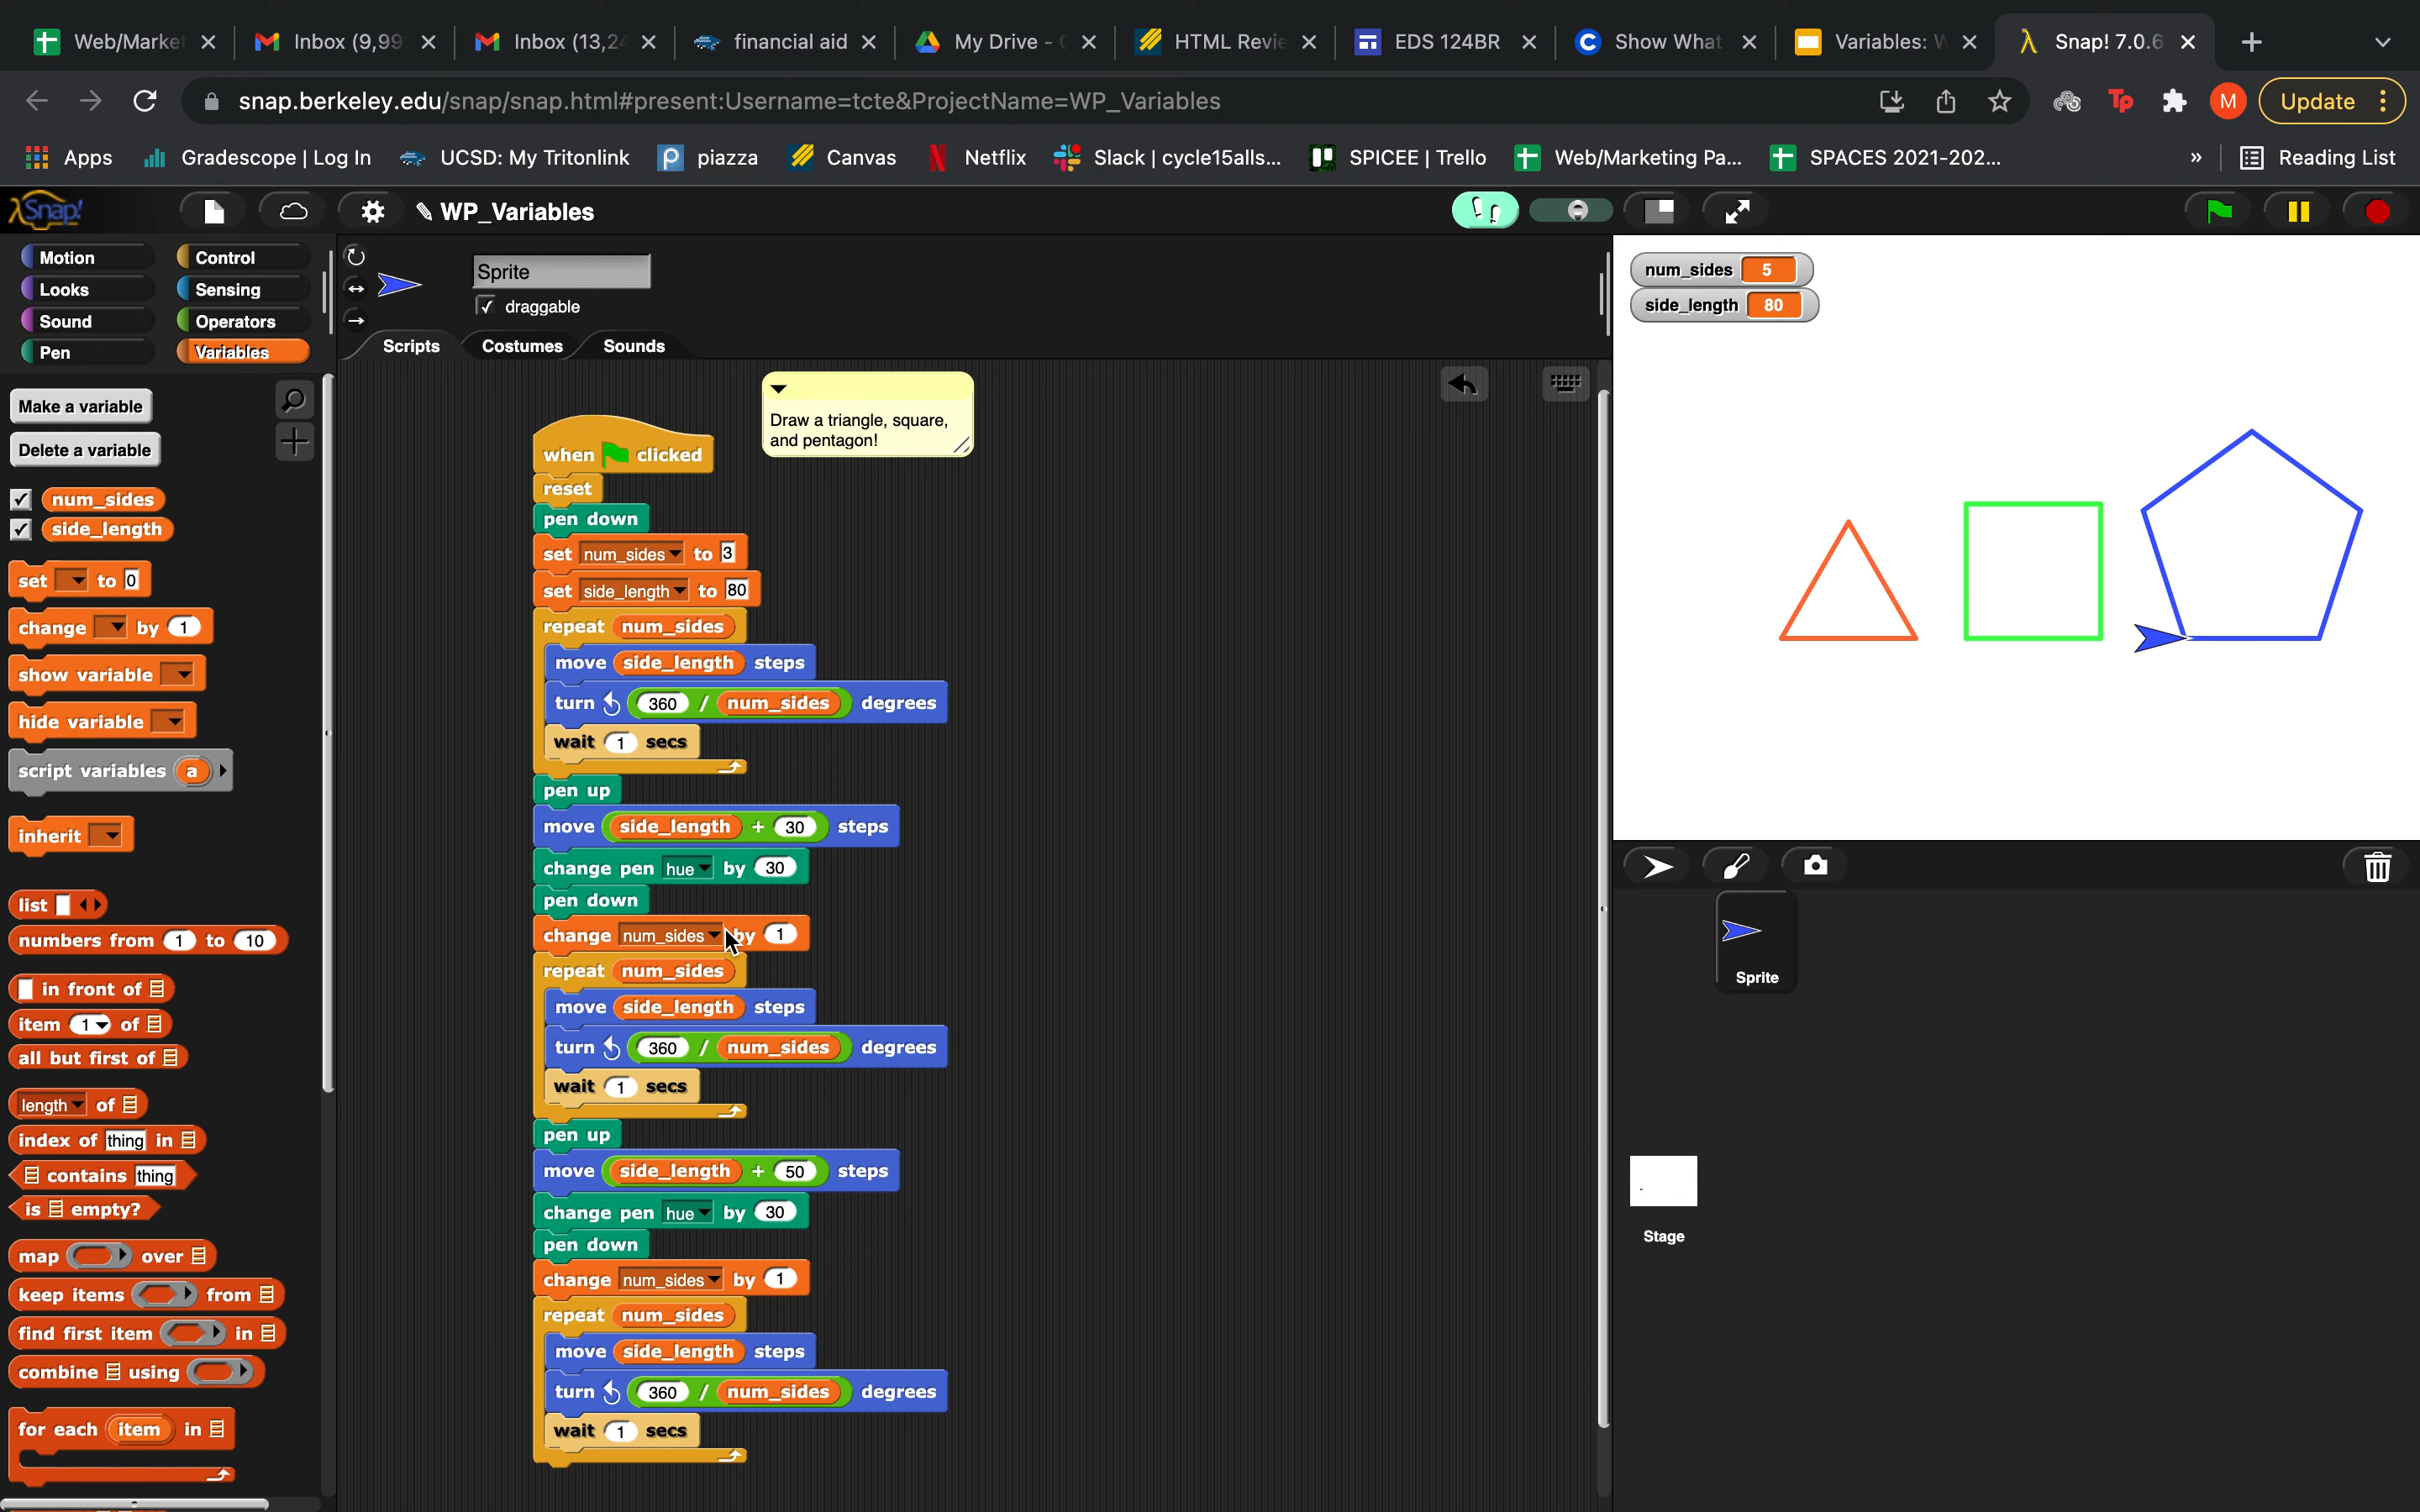 Web/Market
Inbox (9,99
Inbox (13,24
financial aid
My Drive -
HTML Revie
EDS 124BR
Show What
Variables: W
Snap! 7.0.6
snap.berkeley.edu/snap/snap.html#present:Username=tcte&ProjectName=WP_Variables
Tp
M
Update
Apps
Gradescope | Log In
UCSD: My Tritonlink
piazza
Canvas
Netflix
Slack | cycle15alls...
SPICEE | Trello
Web/Marketing Pa...
SPACES 2021-202...
»
Reading List
Snap!
WP_Variables
Motion
Control
Looks
Sensing
Sound
Operators
Pen
Variables
Make a variable
Delete a variable
num_sides
side_length
set to 0
change by 1
show variable
hide variable
script variables a
inherit
list
numbers from 1 to 10
in front of
item 1 of
all but first of
length of
index of thing in
contains thing
is empty?
map over
keep items from
find first item in
combine using
for each item in
Sprite
draggable
Scripts
Costumes
Sounds
Draw a triangle, square,
and pentagon!
when clicked
reset
pen down
set num_sides to 3
set side_length to 80
repeat num_sides
move side_length steps
turn 360 / num_sides degrees
wait 1 secs
pen up
move side_length + 30 steps
change pen hue by 30
pen down
change num_sides by 1
repeat num_sides
move side_length steps
turn 360 / num_sides degrees
wait 1 secs
pen up
move side_length + 50 steps
change pen hue by 30
pen down
change num_sides by 1
repeat num_sides
move side_length steps
turn 360 / num_sides degrees
wait 1 secs
num_sides 5
side_length 80
Sprite
Stage